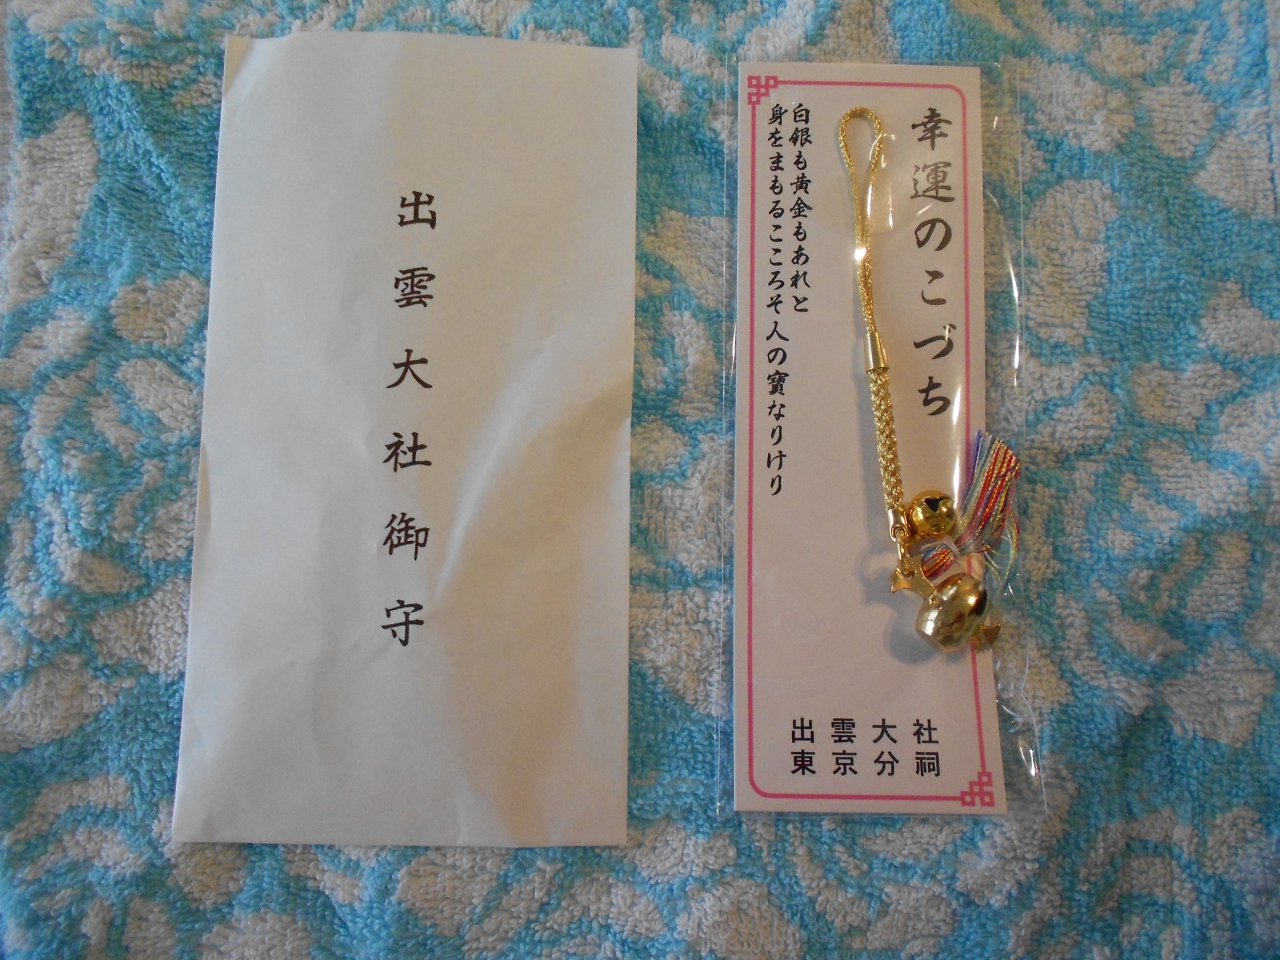 出雲大社御守
幸運のこづち
白銀も黄金もあれと
身をまもるこころそ人の寶なりけり
出雲大社
東京分祠